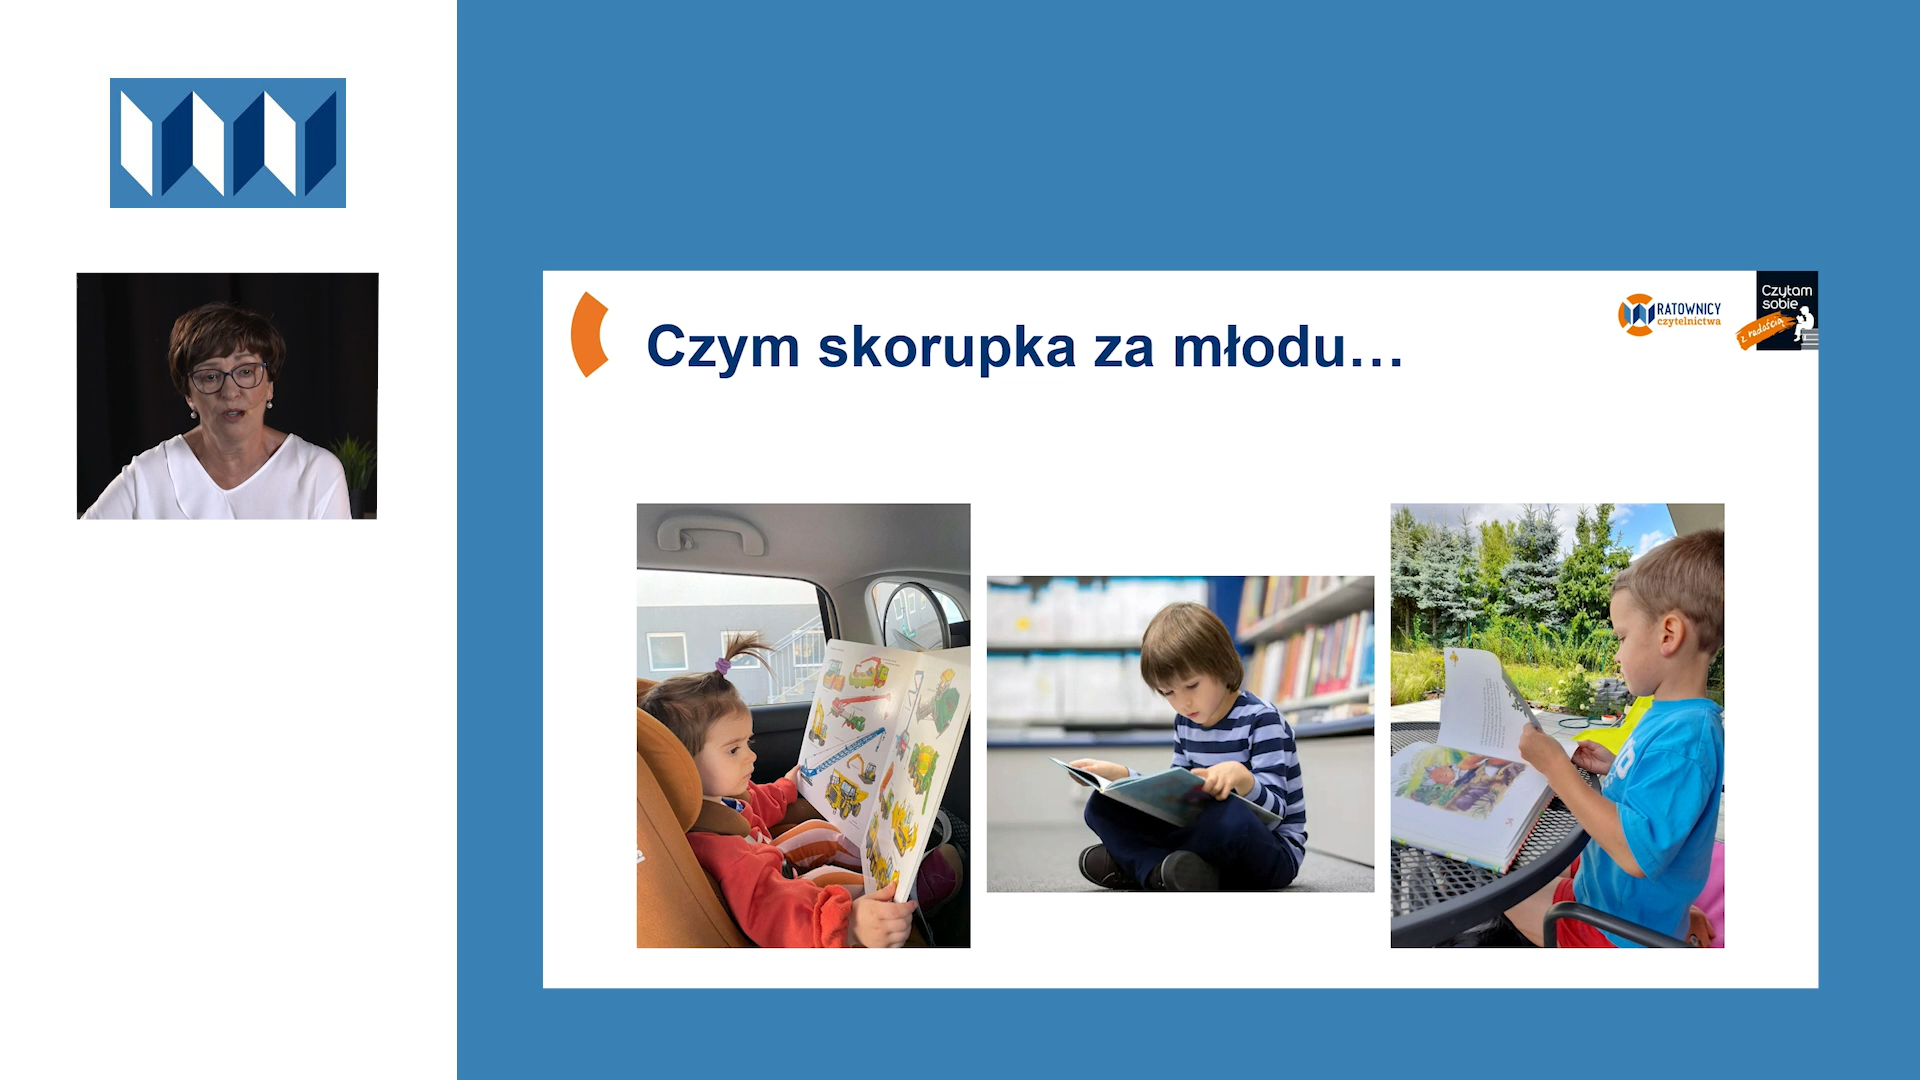 Czym skorupka za młodu...
RATOWNICY
czytelnictwa
Czytam
sobie
z radością